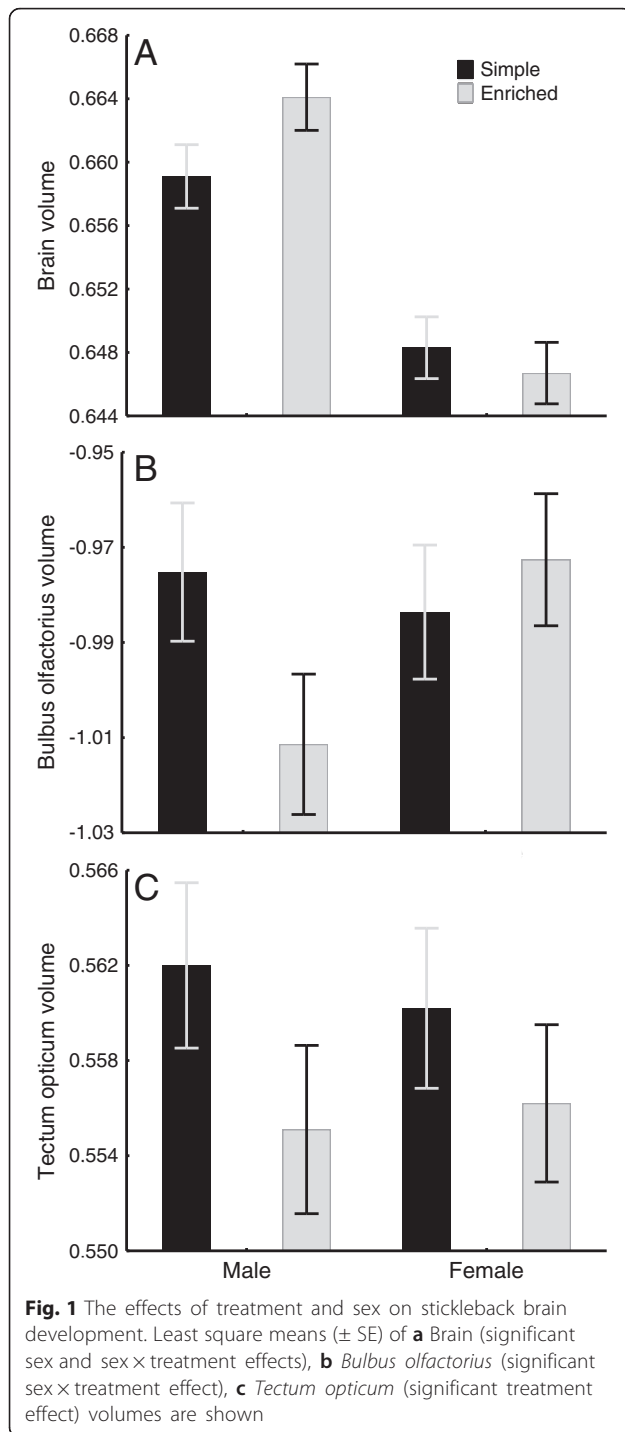 A
Simple
Enriched
Brain volume
0.668
0.664
0.660
0.656
0.652
0.648
0.644
B
Bulbus olfactorius volume
-0.95
-0.97
-0.99
-1.01
-1.03
C
Tectum opticum volume
0.566
0.562
0.558
0.554
0.550
Male Female
Fig. 1 The effects of treatment and sex on stickleback brain
development. Least square means (± SE) of a Brain (significant
sex and sex × treatment effects), b Bulbus olfactorius (significant
sex × treatment effect), c Tectum opticum (significant treatment
effect) volumes are shown